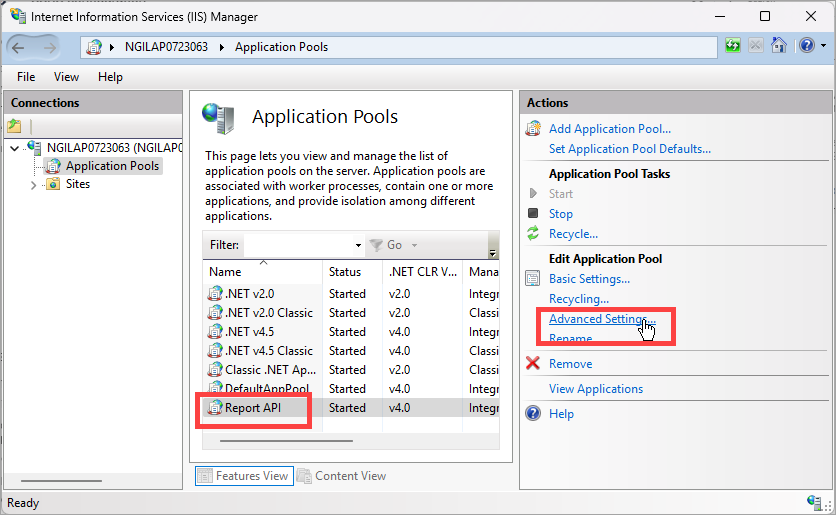 Internet Information Services (IIS) Manager
NGILAP0723063
Application Pools
File
View
Help
Connections
NGILAP0723063 (NGILAP0
Application Pools
Sites
Application Pools
This page lets you view and manage the list of
application pools on the server. Application pools are
associated with worker processes, contain one or more
applications, and provide isolation among different
applications.
Filter:
Go
Name
Status
.NET CLR V...
Mana
.NET v2.0
Started
v2.0
Integr
.NET v2.0 Classic
Started
v2.0
Classi
.NET v4.5
Started
v4.0
Integr
.NET v4.5 Classic
Started
v4.0
Classi
Classic .NET Ap...
Started
v2.0
Classi
DefaultAppPool
Started
v4.0
Integr
Report API
Started
v4.0
Integr
Features View
Content View
Actions
Add Application Pool...
Set Application Pool Defaults...
Application Pool Tasks
Start
Stop
Recycle...
Edit Application Pool
Basic Settings...
Recycling...
Advanced Settings...
Rename
Remove
View Applications
Help
Ready